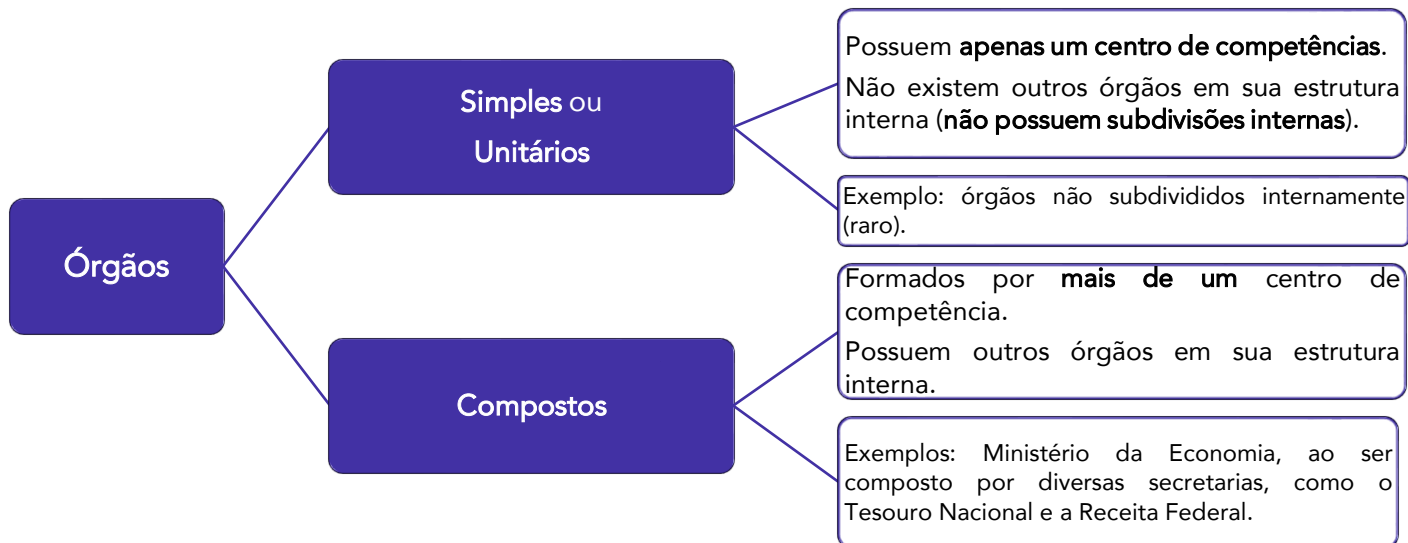 Órgãos
Simples ou
Unitários
Possuem apenas um centro de competências.
Não existem outros órgãos em sua estrutura
interna (não possuem subdivisões internas).
Exemplo: órgãos não subdivididos internamente
(raro).
Compostos
Formados por mais de um centro de
competência.
Possuem outros órgãos em sua estrutura
interna.
Exemplos: Ministério da Economia, ao ser
composto por diversas secretarias, como o
Tesouro Nacional e a Receita Federal.